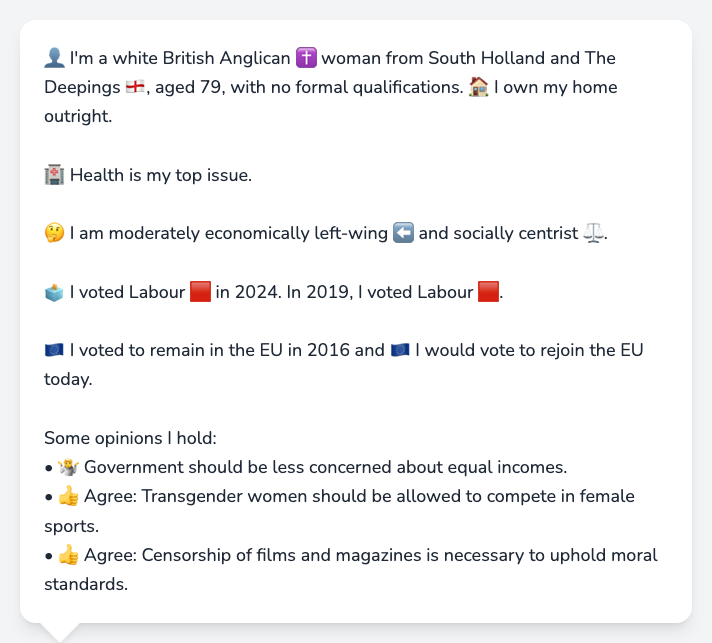 👤 I'm a white British Anglican ✝️ woman from South Holland and The
Deepings 🏴󠁧󠁢󠁥󠁮󠁧󠁿, aged 79, with no formal qualifications. 🏠 I own my home
outright.
🏥 Health is my top issue.
🤔 I am moderately economically left-wing ⬅️ and socially centrist ⚖️.
🗳️ I voted Labour 🟥 in 2024. In 2019, I voted Labour 🟥.
🇪🇺 I voted to remain in the EU in 2016 and 🇪🇺 I would vote to rejoin the EU
today.
Some opinions I hold:
• 🤷 Government should be less concerned about equal incomes.
• 👍 Agree: Transgender women should be allowed to compete in female
sports.
• 👍 Agree: Censorship of films and magazines is necessary to uphold moral
standards.